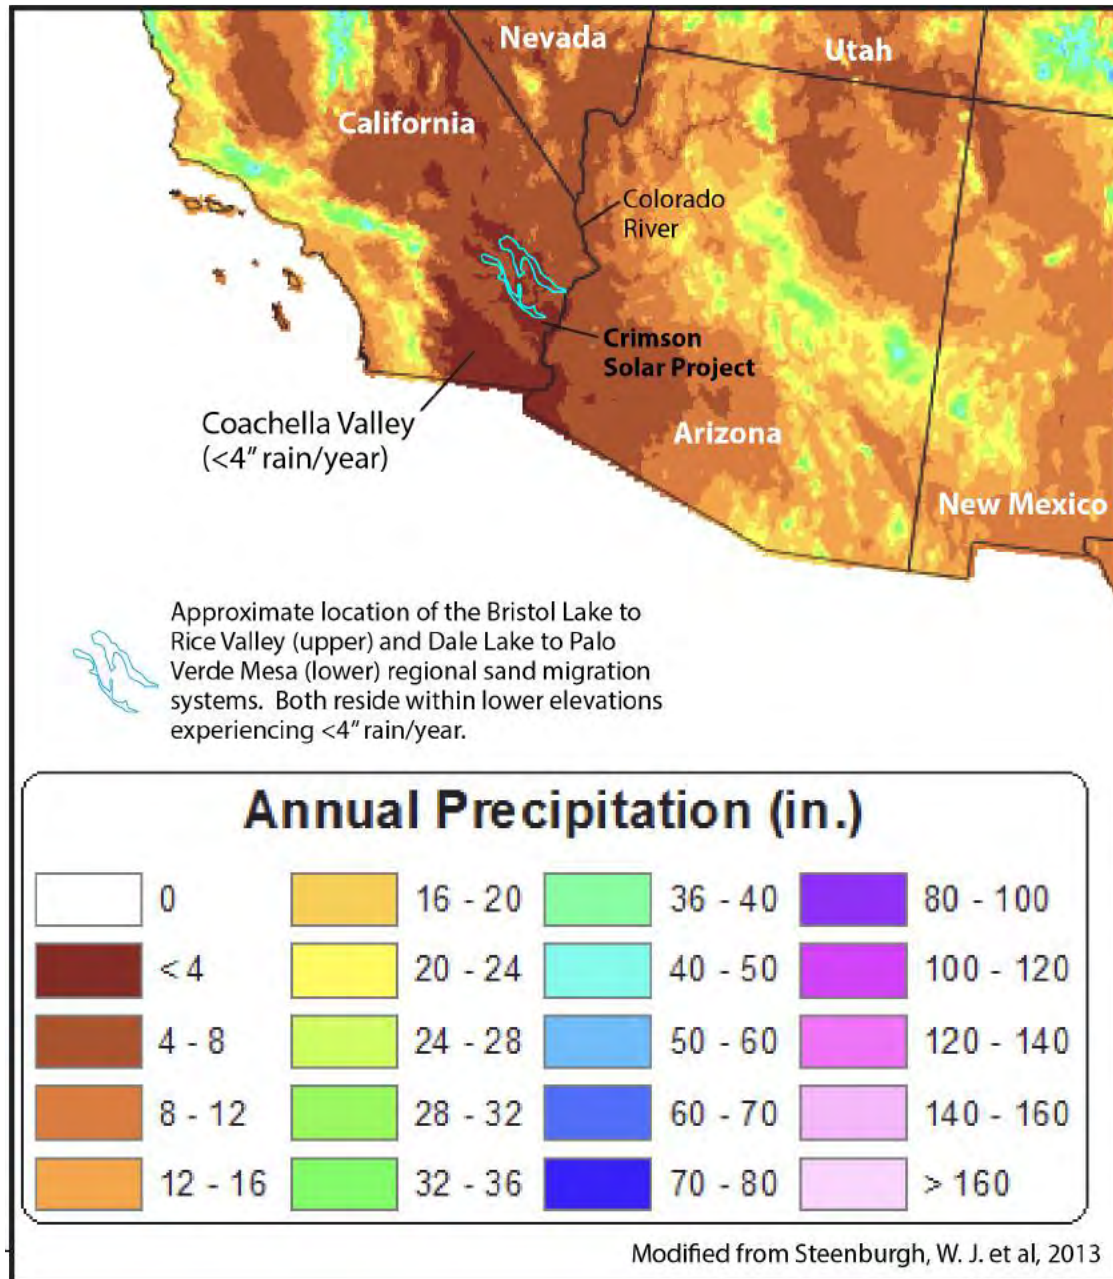 Nevada
Utah
California
Colorado
River
Crimson
Solar Project
Coachella Valley
(<4" rain/year)
Arizona
New Mexico
Approximate location of the Bristol Lake to
Rice Valley (upper) and Dale Lake to Palo
Verde Mesa (lower) regional sand migration
systems.  Both reside within lower elevations
experiencing <4" rain/year.
Annual Precipitation (in.)
0
< 4
4 - 8
8 - 12
12 - 16
16 - 20
20 - 24
24 - 28
28 - 32
32 - 36
36 - 40
40 - 50
50 - 60
60 - 70
70 - 80
80 - 100
100 - 120
120 - 140
140 - 160
> 160
Modified from Steenburgh, W. J. et al, 2013